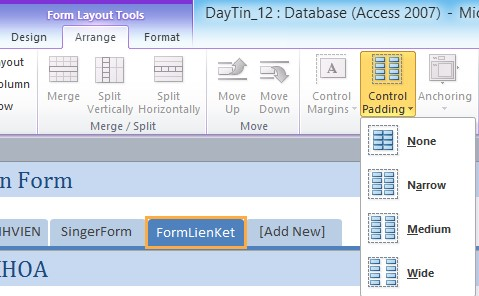 Form Layout Tools
DayTin_12 : Database (Access 2007) - Mic
Design Arrange Format
yout
olumn
ow
Merge Split Vertically Split Horizontally
Move Up Move Down
Control Margins Control Padding Anchoring
Merge / Split Move
None
Narrow
Medium
Wide
n Form
HVIEN SingerForm FormLienKet [Add New]
HOA